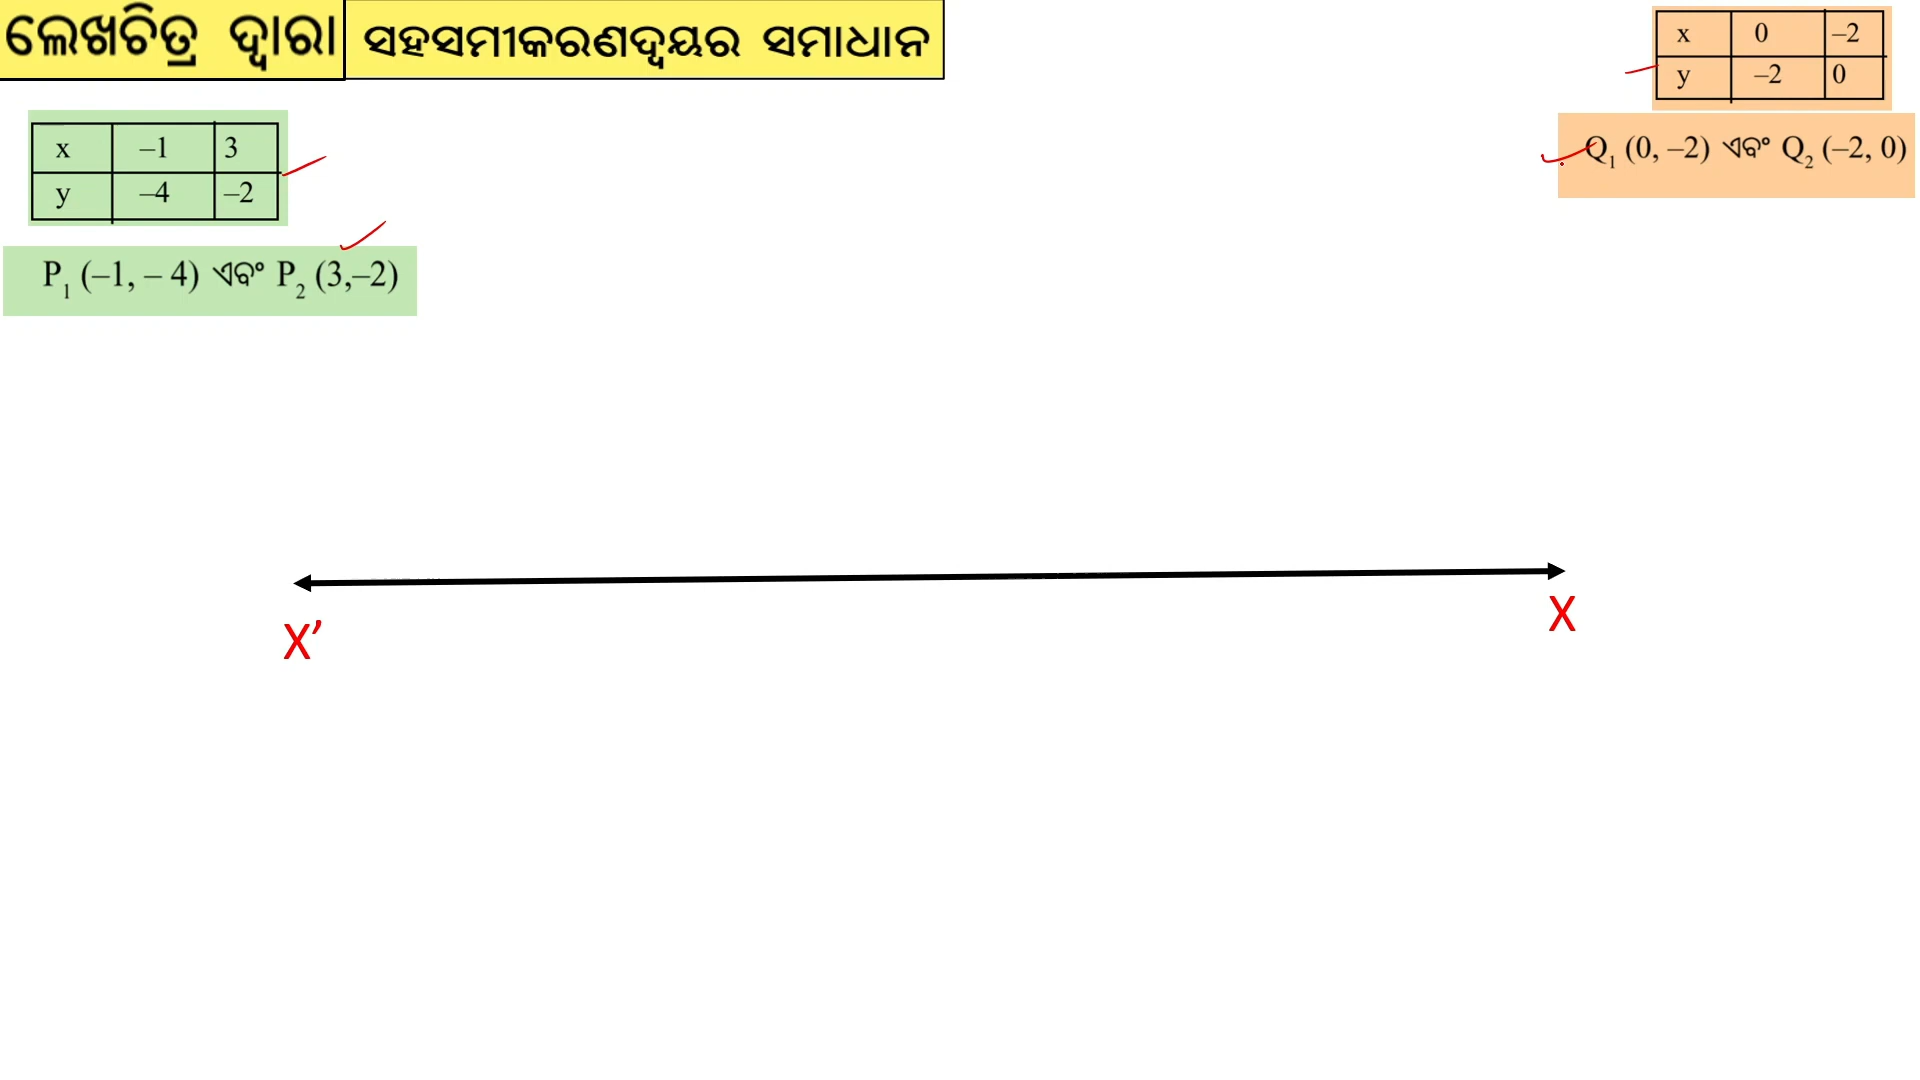 ଲେଖଚିତ୍ର ଦ୍ୱାରା ସହସମୀକରଣଦ୍ୱୟର ସମାଧାନ
x –1 3
y –4 –2
P1 (–1, – 4) ଏବଂ P2 (3,–2)
x 0 –2
y –2 0
Q1 (0, –2) ଏବଂ Q2 (–2, 0)
X’
X